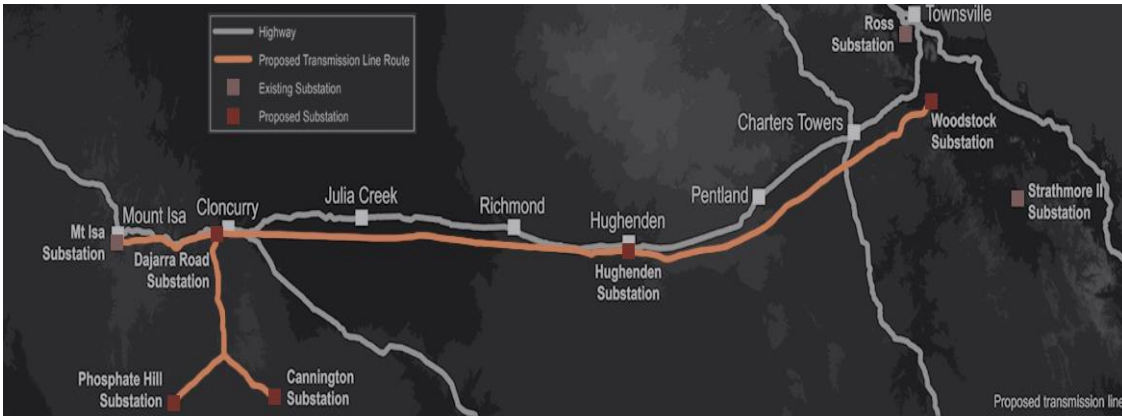 Highway
Proposed Transmission Line Route
Existing Substation
Proposed Substation
Townsville
Ross
Substation
Charters Towers
Woodstock
Substation
Pentland
Strathmore II
Substation
Julia Creek
Richmond
Hughenden
Cloncurry
Mount Isa
Mt Isa
Substation
Dajarra Road
Substation
Hughenden
Substation
Phosphate Hill
Substation
Cannington
Substation
Proposed transmission line